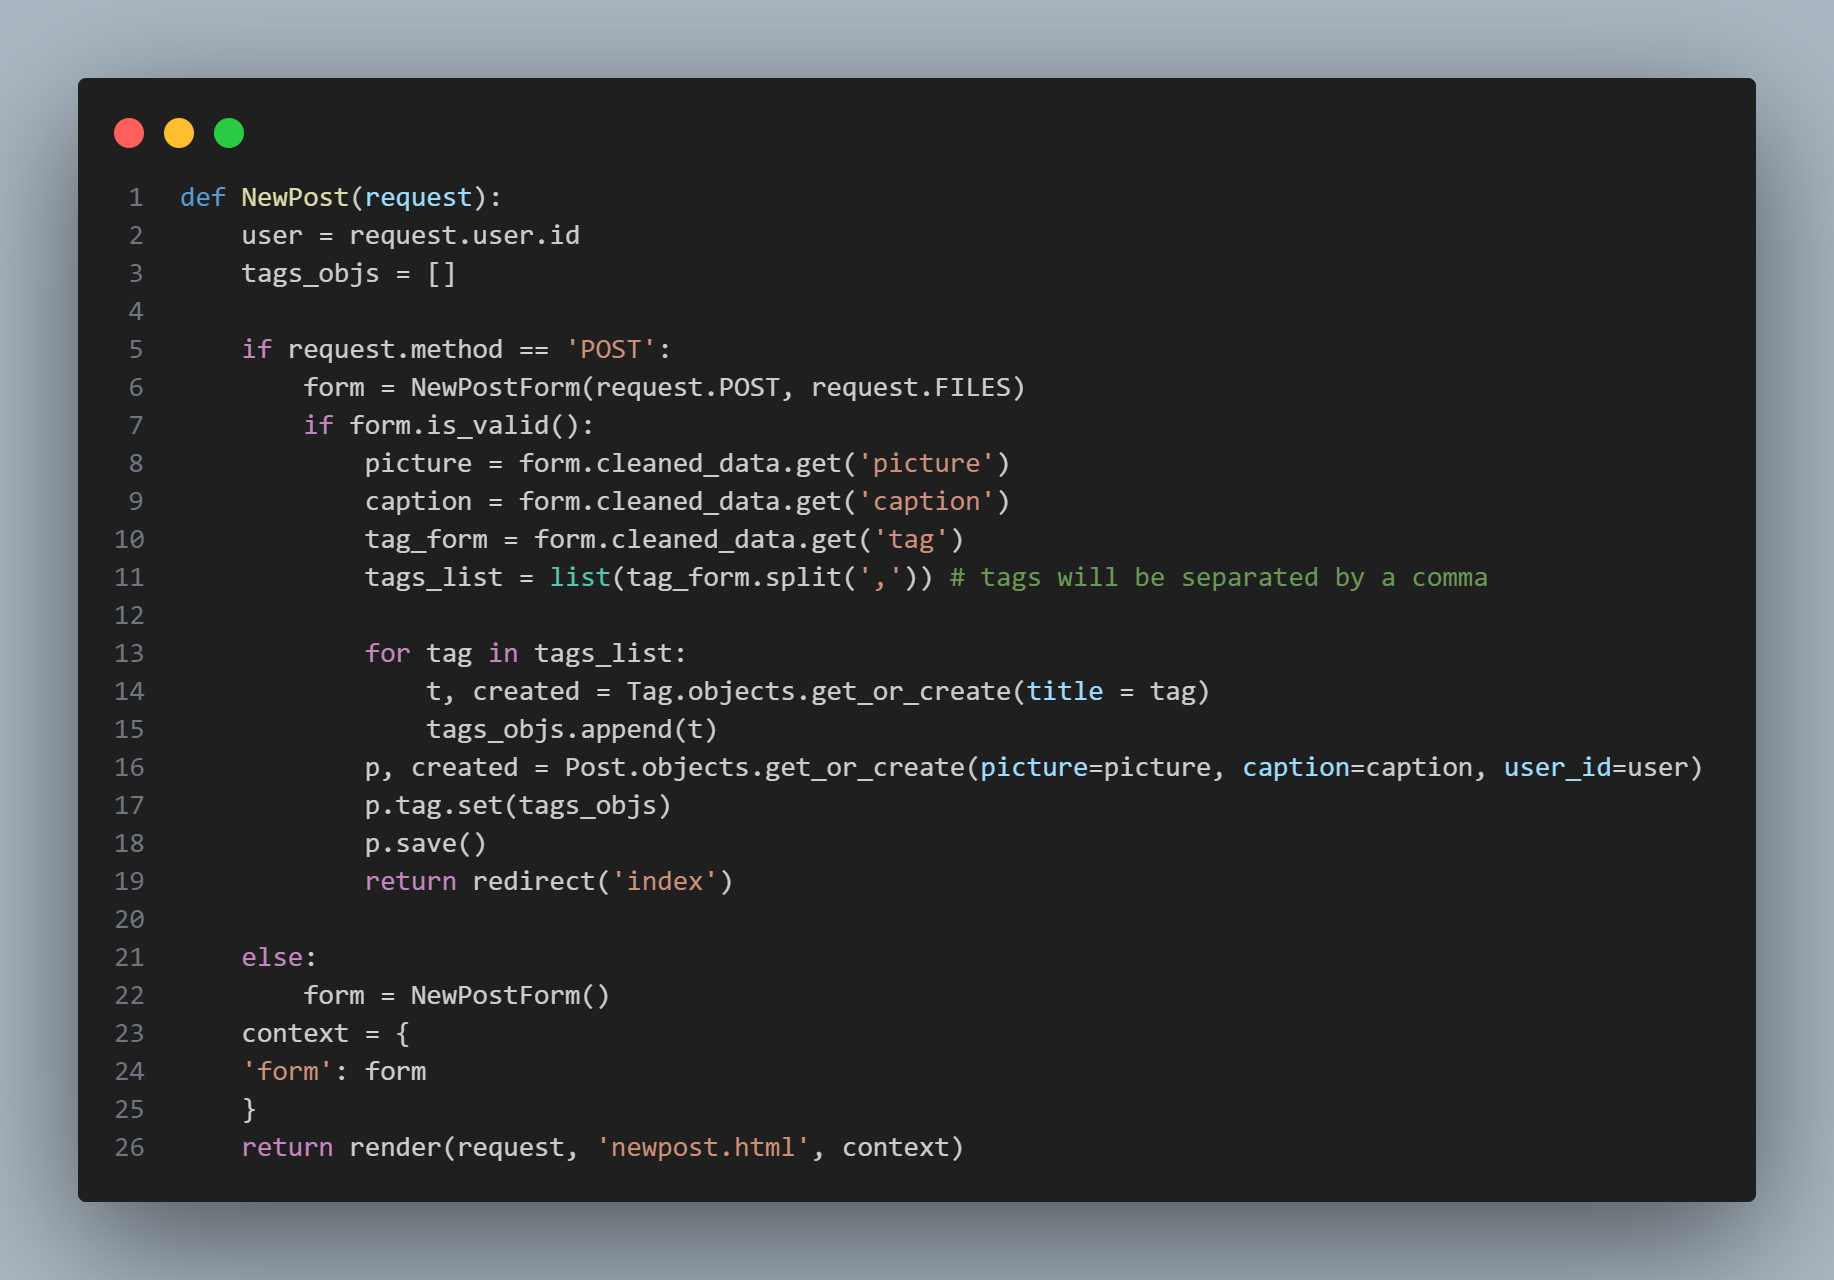 1 def NewPost(request):
2     user = request.user.id
3     tags_objs = []
4
5     if request.method == 'POST':
6         form = NewPostForm(request.POST, request.FILES)
7         if form.is_valid():
8             picture = form.cleaned_data.get('picture')
9             caption = form.cleaned_data.get('caption')
10             tag_form = form.cleaned_data.get('tag')
11             tags_list = list(tag_form.split(',')) # tags will be separated by a comma
12
13             for tag in tags_list:
14                 t, created = Tag.objects.get_or_create(title = tag)
15                 tags_objs.append(t)
16             p, created = Post.objects.get_or_create(picture=picture, caption=caption, user_id=user)
17             p.tag.set(tags_objs)
18             p.save()
19             return redirect('index')
20
21     else:
22         form = NewPostForm()
23     context = {
24     'form': form
25     }
26     return render(request, 'newpost.html', context)